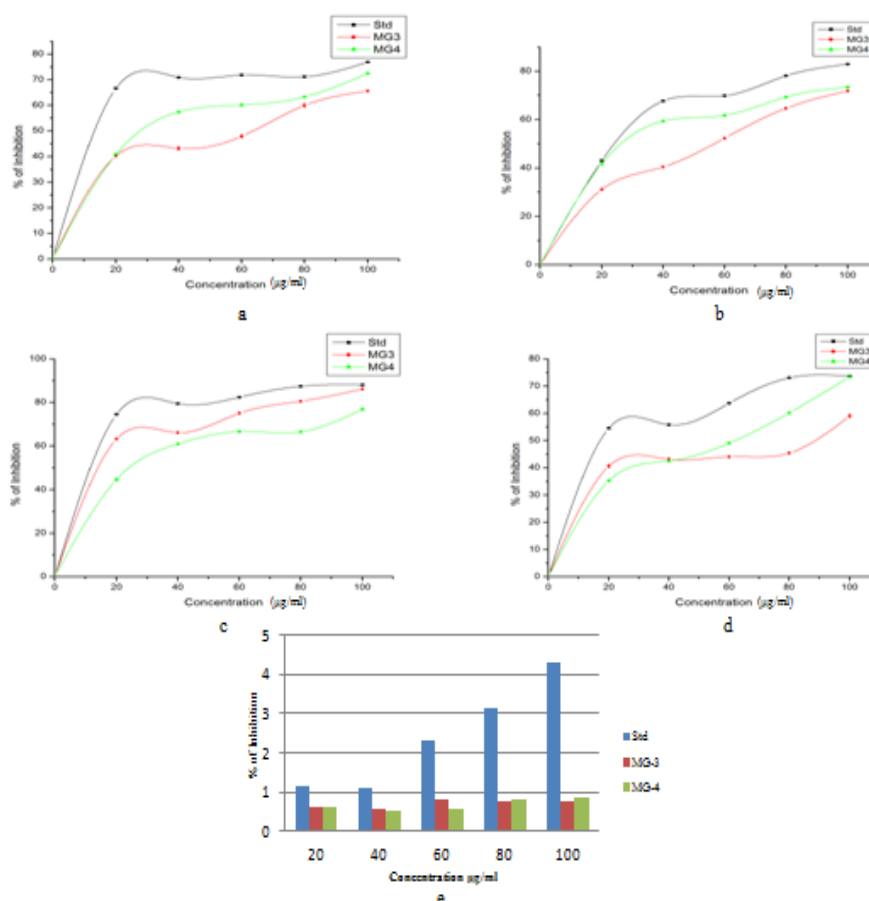 Std
MG3
MG4
80
70
60
50
40
30
20
10
0
% of Inhibition
0 20 40 60 80 100
Concentration (µg/ml)
a
Std
MG3
MG4
80
60
40
20
0
% of Inhibition
0 20 40 60 80 100
Concentration (µg/ml)
b
Std
MG3
MG4
100
80
60
40
20
0
% of Inhibition
0 20 40 60 80 100
Concentration (µg/ml)
c
Std
MG3
MG4
80
70
60
50
40
30
20
10
0
% of Inhibition
0 20 40 60 80 100
Concentration (µg/ml)
d
5
4
3
2
1
0
% of Inhibition
20 40 60 80 100
Concentration µg/ml
Std
MG-3
MG-4
e